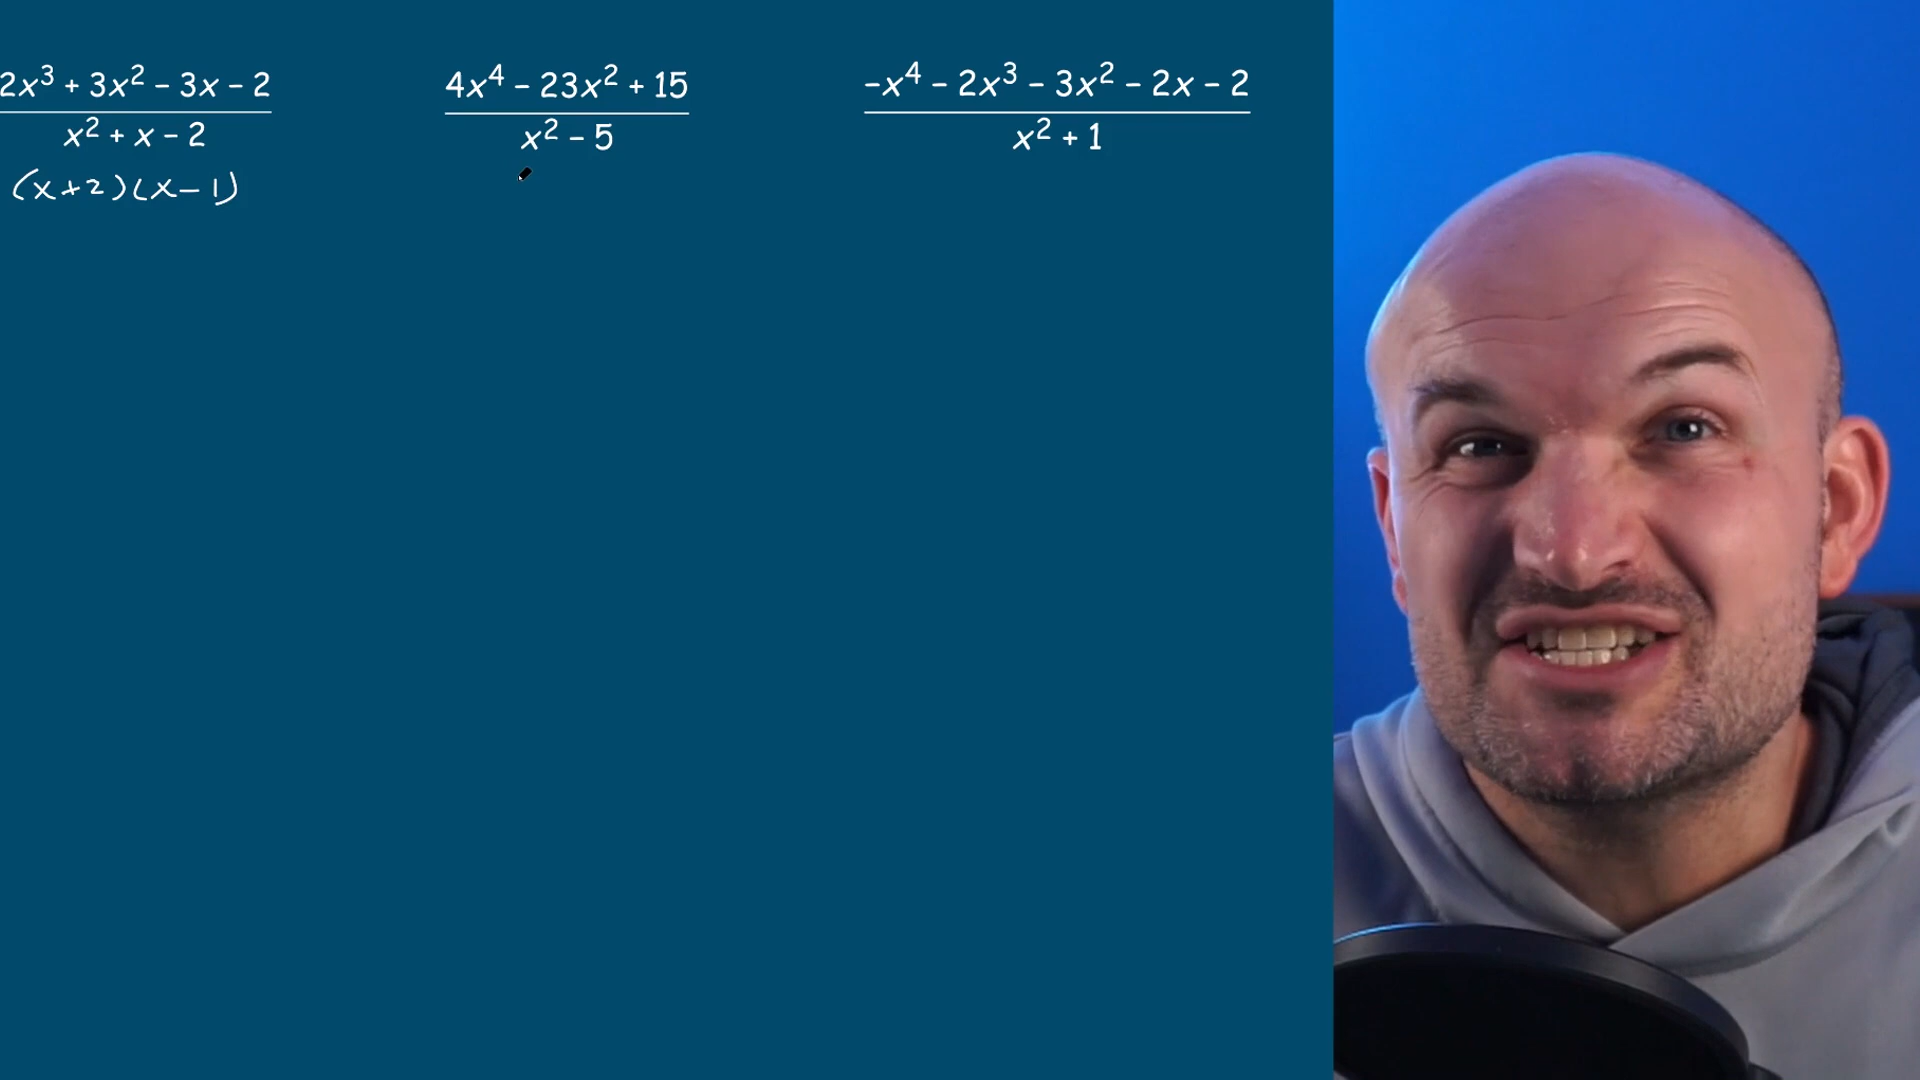 2x³ + 3x² - 3x - 2
x² + x - 2
(x+2)(x-1)
4x⁴ - 23x² + 15
x² - 5
-x⁴ - 2x³ - 3x² - 2x - 2
x² + 1